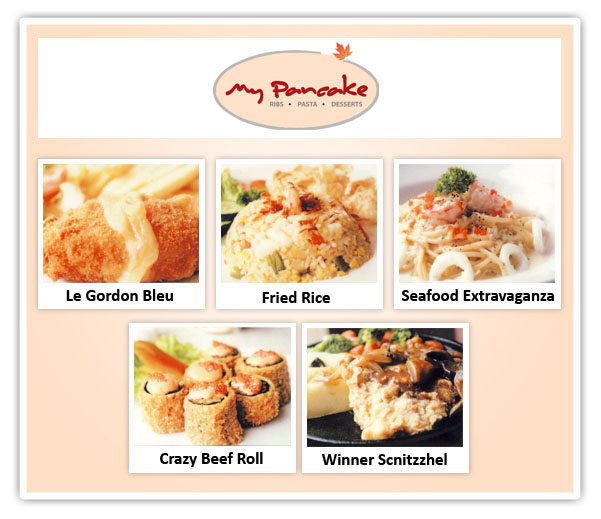 My Pancake
RIBS • PASTA • DESSERTS
Le Gordon Bleu
Fried Rice
Seafood Extravaganza
Crazy Beef Roll
Winner Scnitzzhel